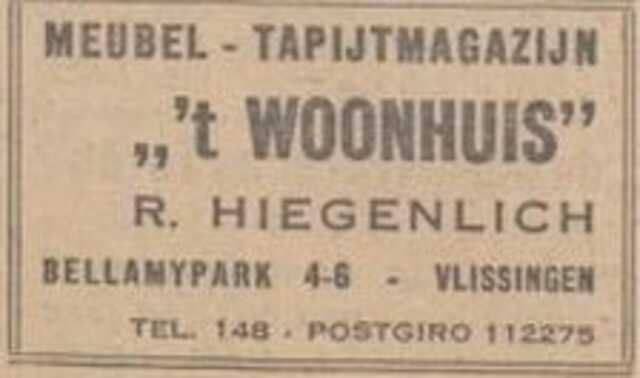 MEUBEL - TAPIJTMAGAZIJN
„'t WOONHUIS”
R. HIEGENLICH
BELLAMYPARK 4-6 - VLISSINGEN
TEL. 148 - POSTGIRO 112275